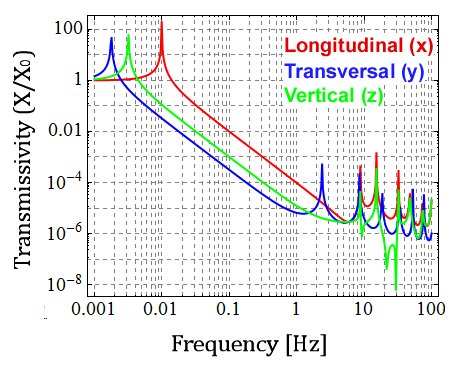 Transmissivity (X/X₀)
100
1
0.01
10⁻⁴
10⁻⁶
10⁻⁸
Longitudinal (x)
Transversal (y)
Vertical (z)
0.001 0.01 0.1 1 10 100
Frequency [Hz]